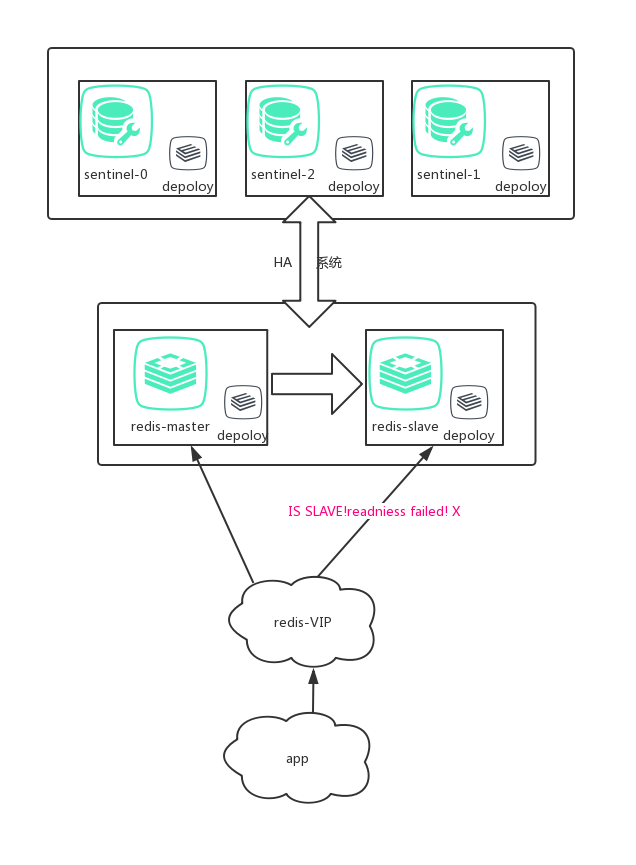 sentinel-0
depoloy
sentinel-2
depoloy
sentinel-1
depoloy
HA 系统
redis-master
depoloy
redis-slave
depoloy
IS SLAVE!readniess failed! X
redis-VIP
app